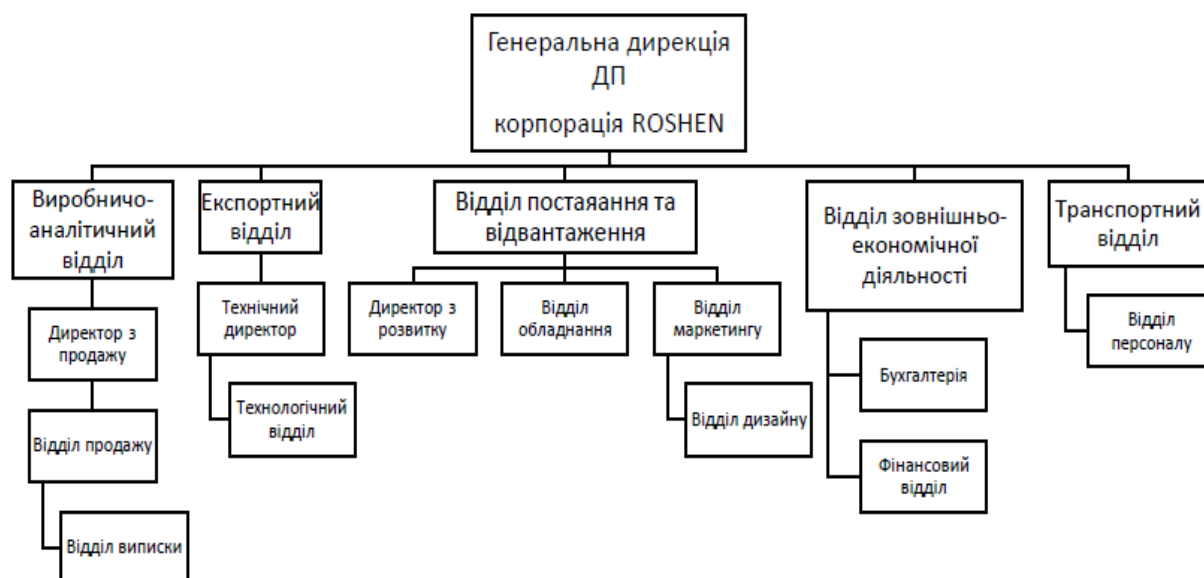 Генеральна дирекція
ДП
корпорація ROSHEN
Виробничо-
аналітичний
відділ
Експортний
відділ
Відділ постаяання та
відвантаження
Відділ зовнішньо-
економічної
діяльності
Транспортний
відділ
Директор з
продажу
Технічний
директор
Директор з
розвитку
Відділ
обладнання
Відділ
маркетингу
Відділ
персоналу
Бухгалтерія
Відділ продажу
Технологічний
відділ
Відділ дизайну
Фінансовий
відділ
Відділ виписки